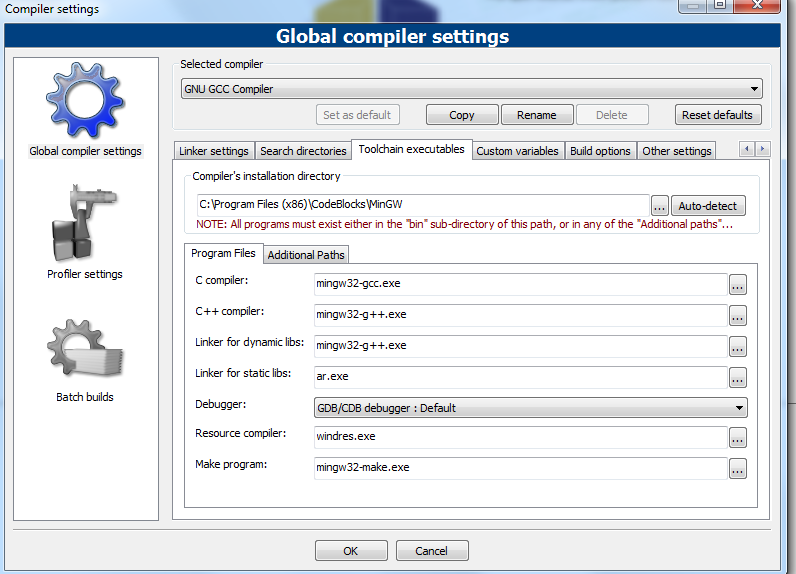 Compiler settings
Global compiler settings
Global compiler settings
Profiler settings
Batch builds
Selected compiler
GNU GCC Compiler
Set as default
Copy
Rename
Delete
Reset defaults
Linker settings
Search directories
Toolchain executables
Custom variables
Build options
Other settings
Compiler's installation directory
C:\Program Files (x86)\CodeBlocks\MinGW
...
Auto-detect
NOTE: All programs must exist either in the "bin" sub-directory of this path, or in any of the "Additional paths"...
Program Files
Additional Paths
C compiler:
mingw32-gcc.exe
...
C++ compiler:
mingw32-g++.exe
...
Linker for dynamic libs:
mingw32-g++.exe
...
Linker for static libs:
ar.exe
...
Debugger:
GDB/CDB debugger : Default
Resource compiler:
windres.exe
...
Make program:
mingw32-make.exe
...
OK
Cancel